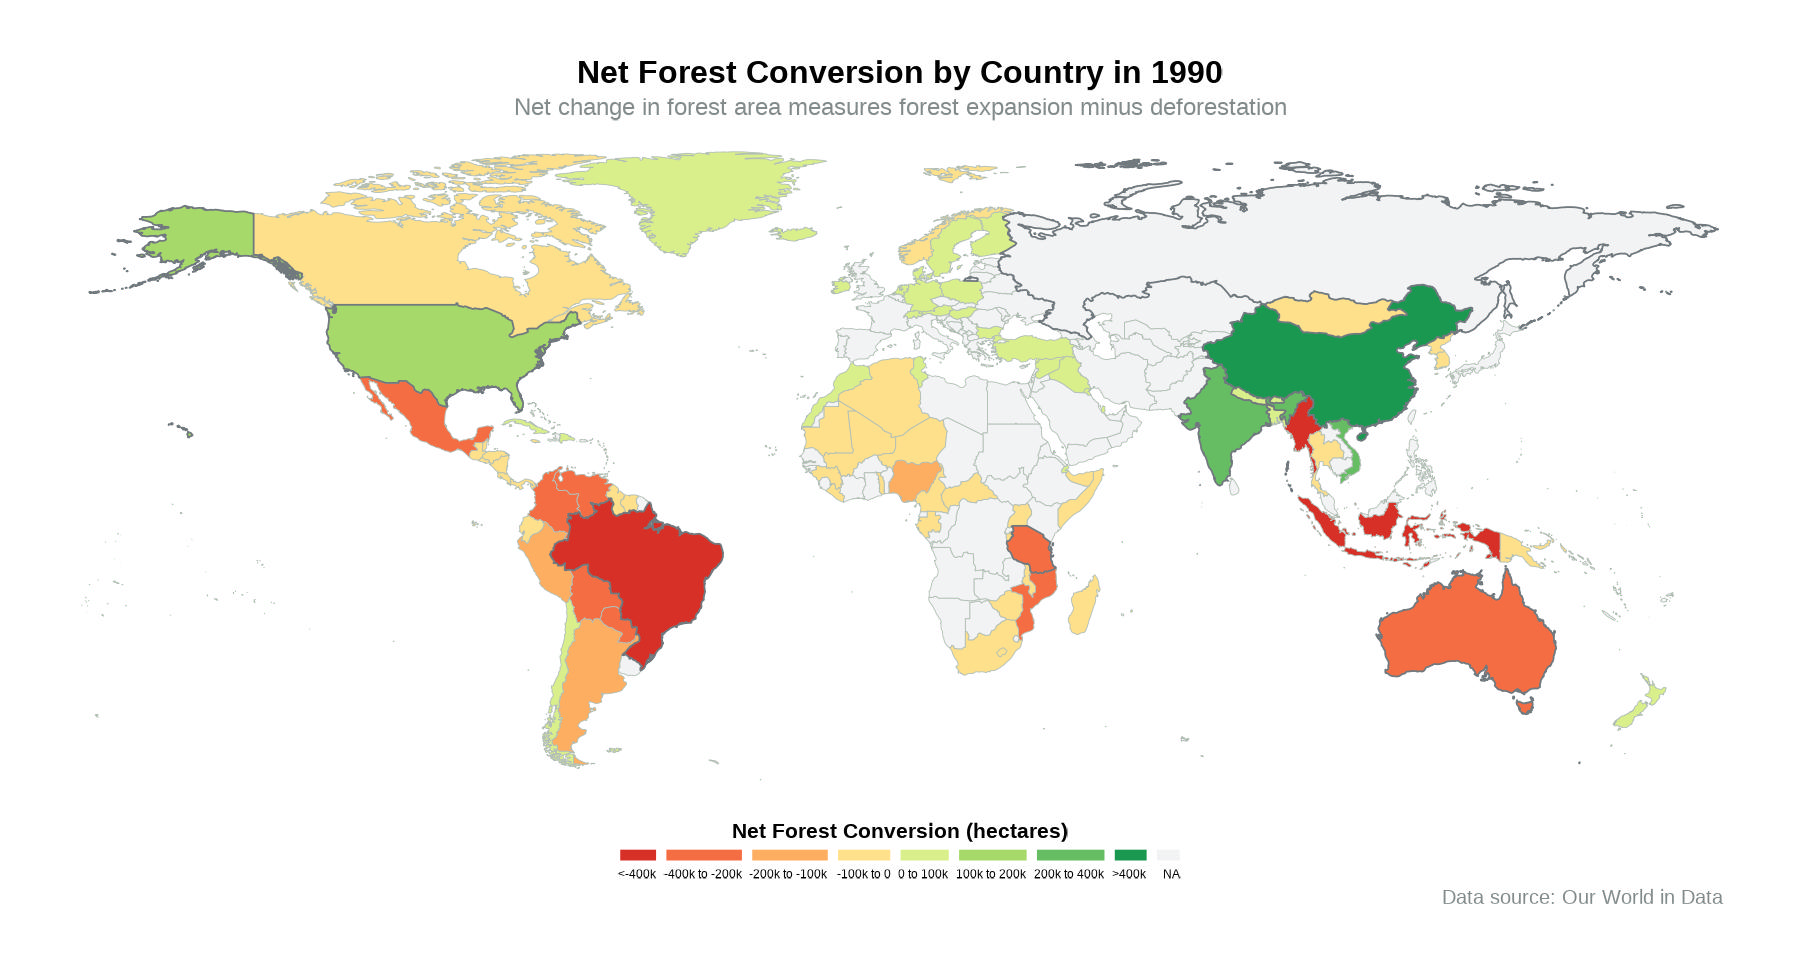 Net Forest Conversion by Country in 1990
Net change in forest area measures forest expansion minus deforestation
Net Forest Conversion (hectares)
<-400k -400k to -200k -200k to -100k -100k to 0 0 to 100k 100k to 200k 200k to 400k >400k NA
Data source: Our World in Data